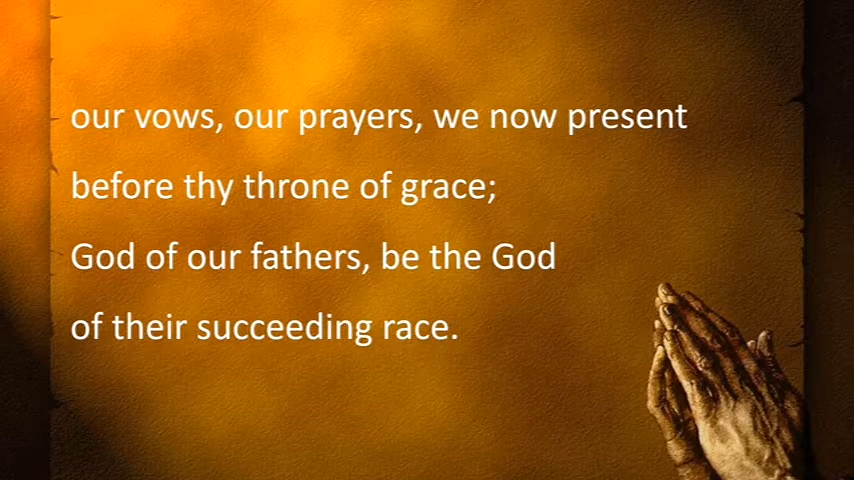 our vows, our prayers, we now present
before thy throne of grace;
God of our fathers, be the God
of their succeeding race.